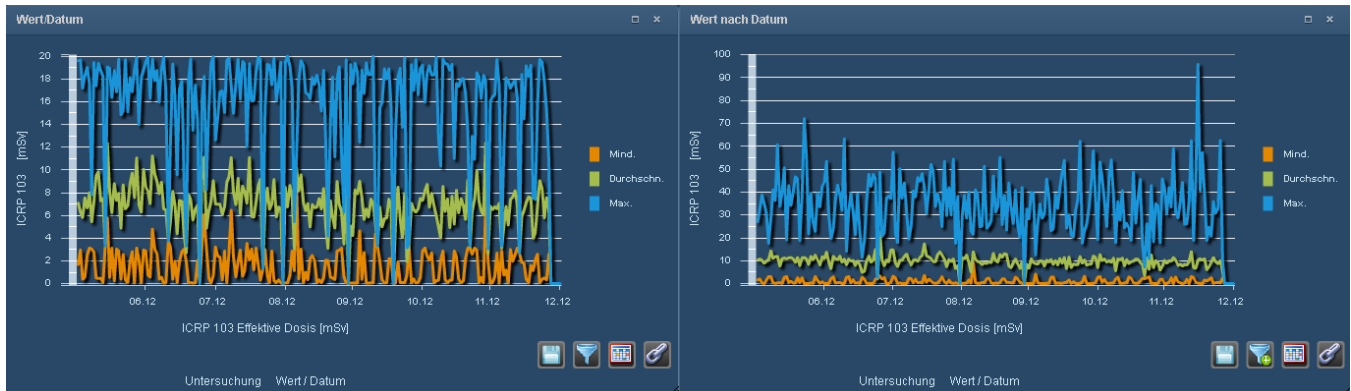 Wert/Datum
20
18
16
14
12
10
8
6
4
2
0
ICRP 103 [mSv]
06.12 07.12 08.12 09.12 10.12 11.12 12.12
ICRP 103 Effektive Dosis [mSv]
Mind.
Durchschn.
Max.
Untersuchung Wert / Datum
Wert nach Datum
100
90
80
70
60
50
40
30
20
10
0
ICRP 103 [mSv]
06.12 07.12 08.12 09.12 10.12 11.12 12.12
ICRP 103 Effektive Dosis [mSv]
Mind.
Durchschn.
Max.
Untersuchung Wert / Datum